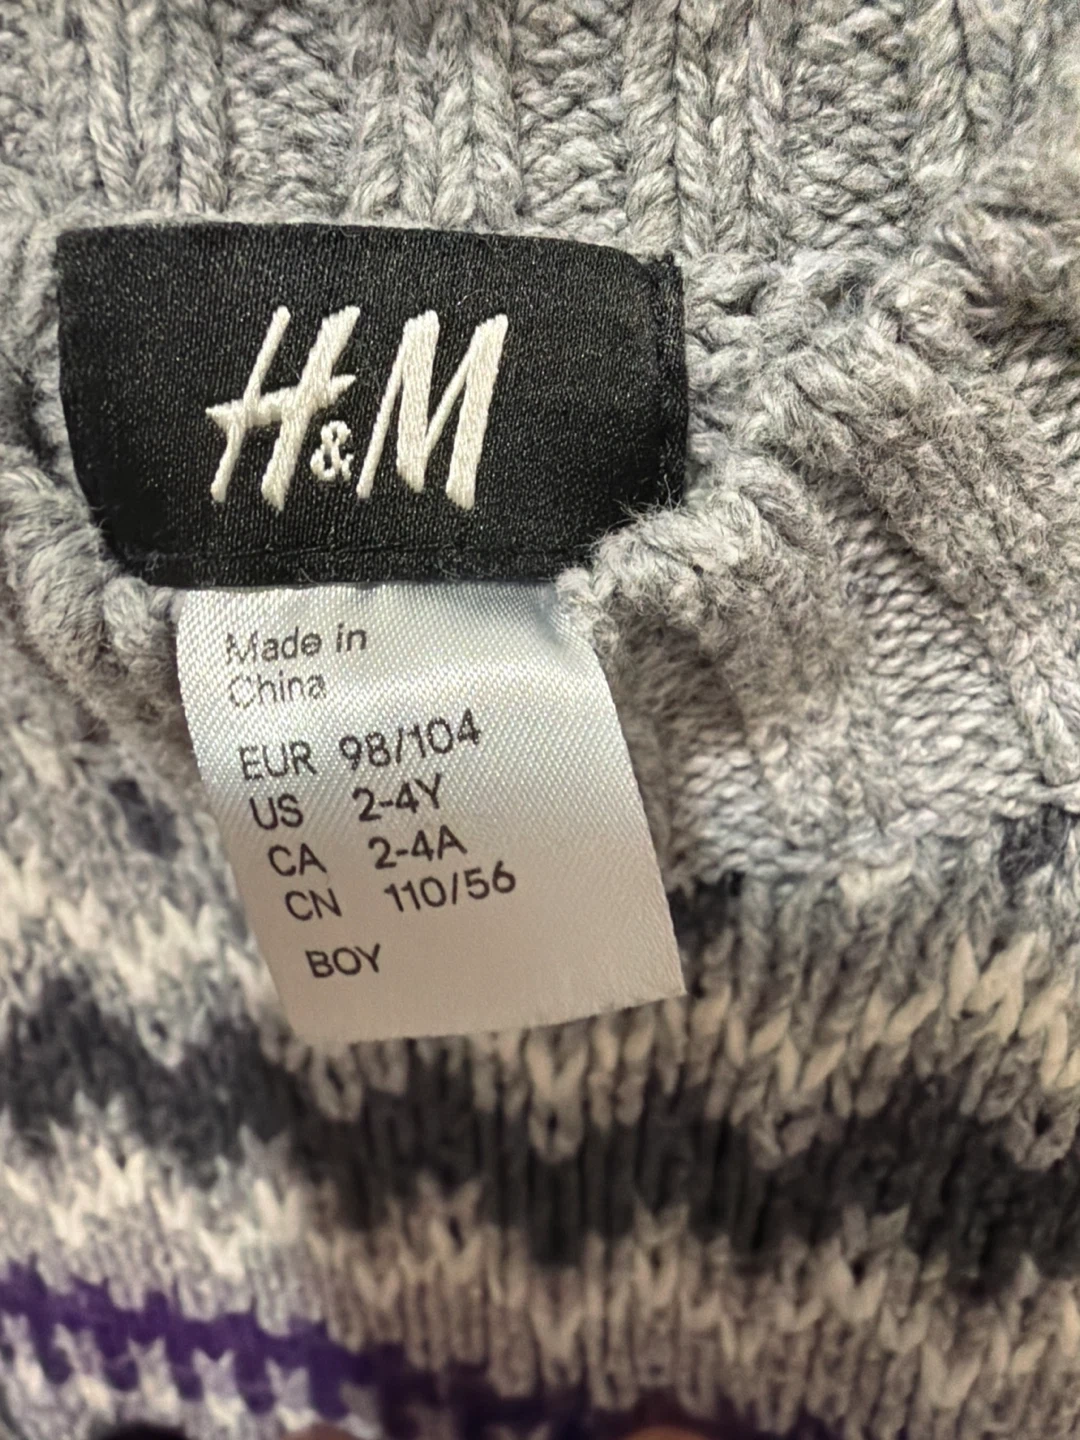 H&M
Made in
China
EUR 98/104
US 2-4Y
CA 2-4A
CN 110/56
BOY